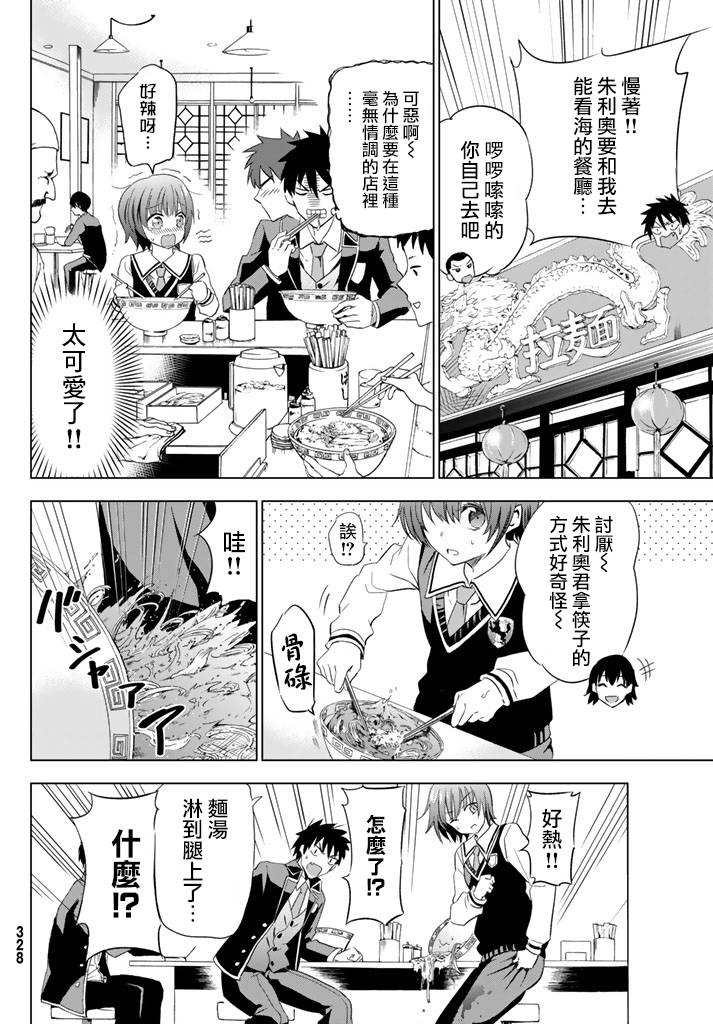 慢著!!
朱利奧要和我去
能看海的餐廳…
啰啰嗦嗦的
你自己去吧
拉麵
可惡啊～
為什麼要在這種
毫無情調的店裡
……
好辣呀…
太可愛了!!
討厭～
朱利奧君拿筷子的
方式好奇怪～
誒!?
骨碌
哇!!
バシャァァ
好熱!!
怎麼了!?
麵湯
淋到腿上了…
什麼!?
328